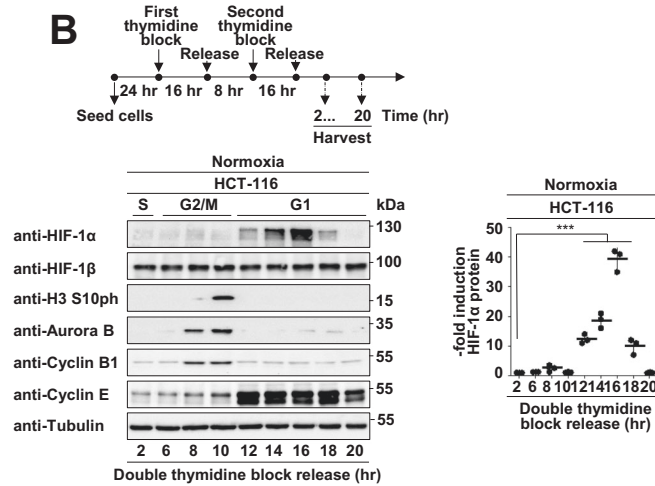 B
First thymidine block
Second thymidine block
Release
Release
24 hr 16 hr 8 hr 16 hr
Seed cells
2... 20 Time (hr)
Harvest
Normoxia
HCT-116
S G2/M G1 kDa
anti-HIF-1α 130
anti-HIF-1β 100
anti-H3 S10ph 15
anti-Aurora B 35
anti-Cyclin B1 55
anti-Cyclin E 55
anti-Tubulin 55
2 6 8 10 12 14 16 18 20
Double thymidine block release (hr)
Normoxia
HCT-116
***
-fold induction
HIF-1α protein
50
40
30
20
10
0
2 6 8 10 12 14 16 18 20
Double thymidine
block release (hr)